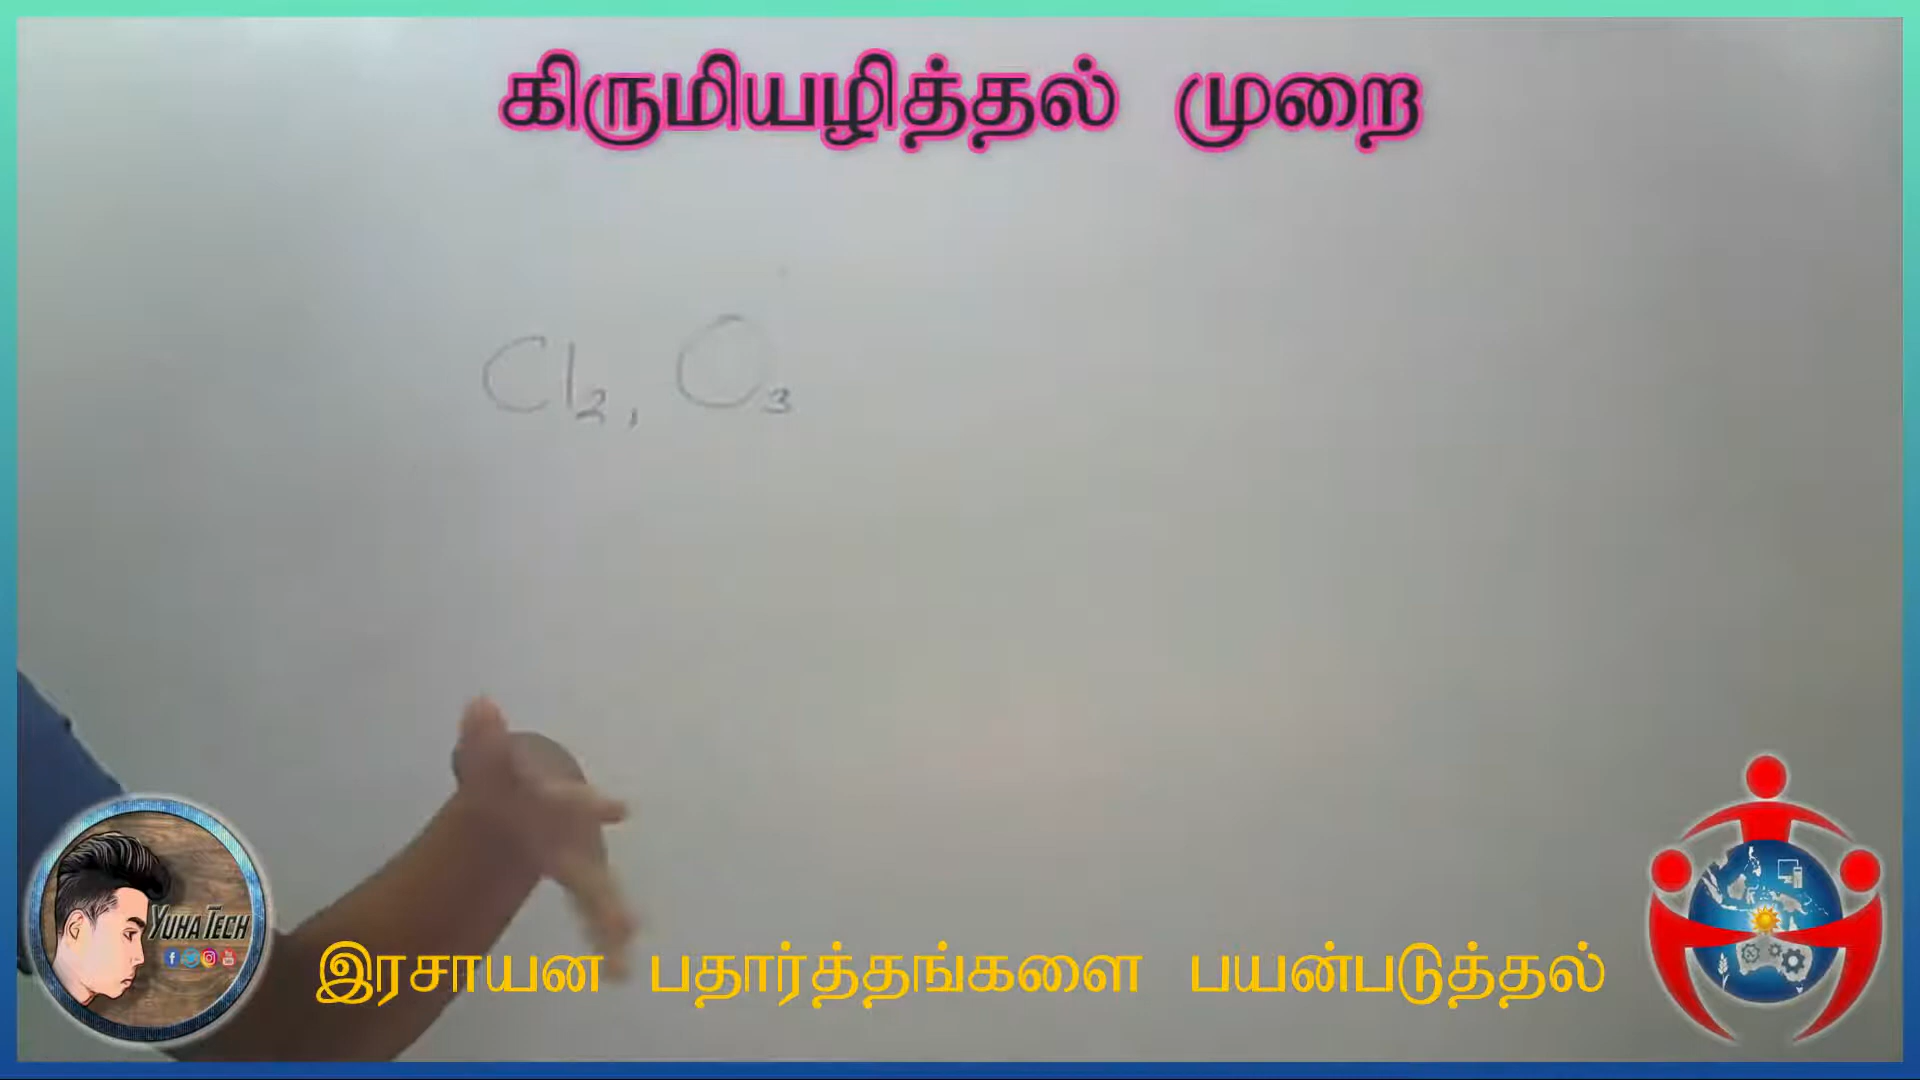 கிருமியழித்தல் முறை
Cl₂, O₃
YUHA TECH
இரசாயன பதார்த்தங்களை பயன்படுத்தல்